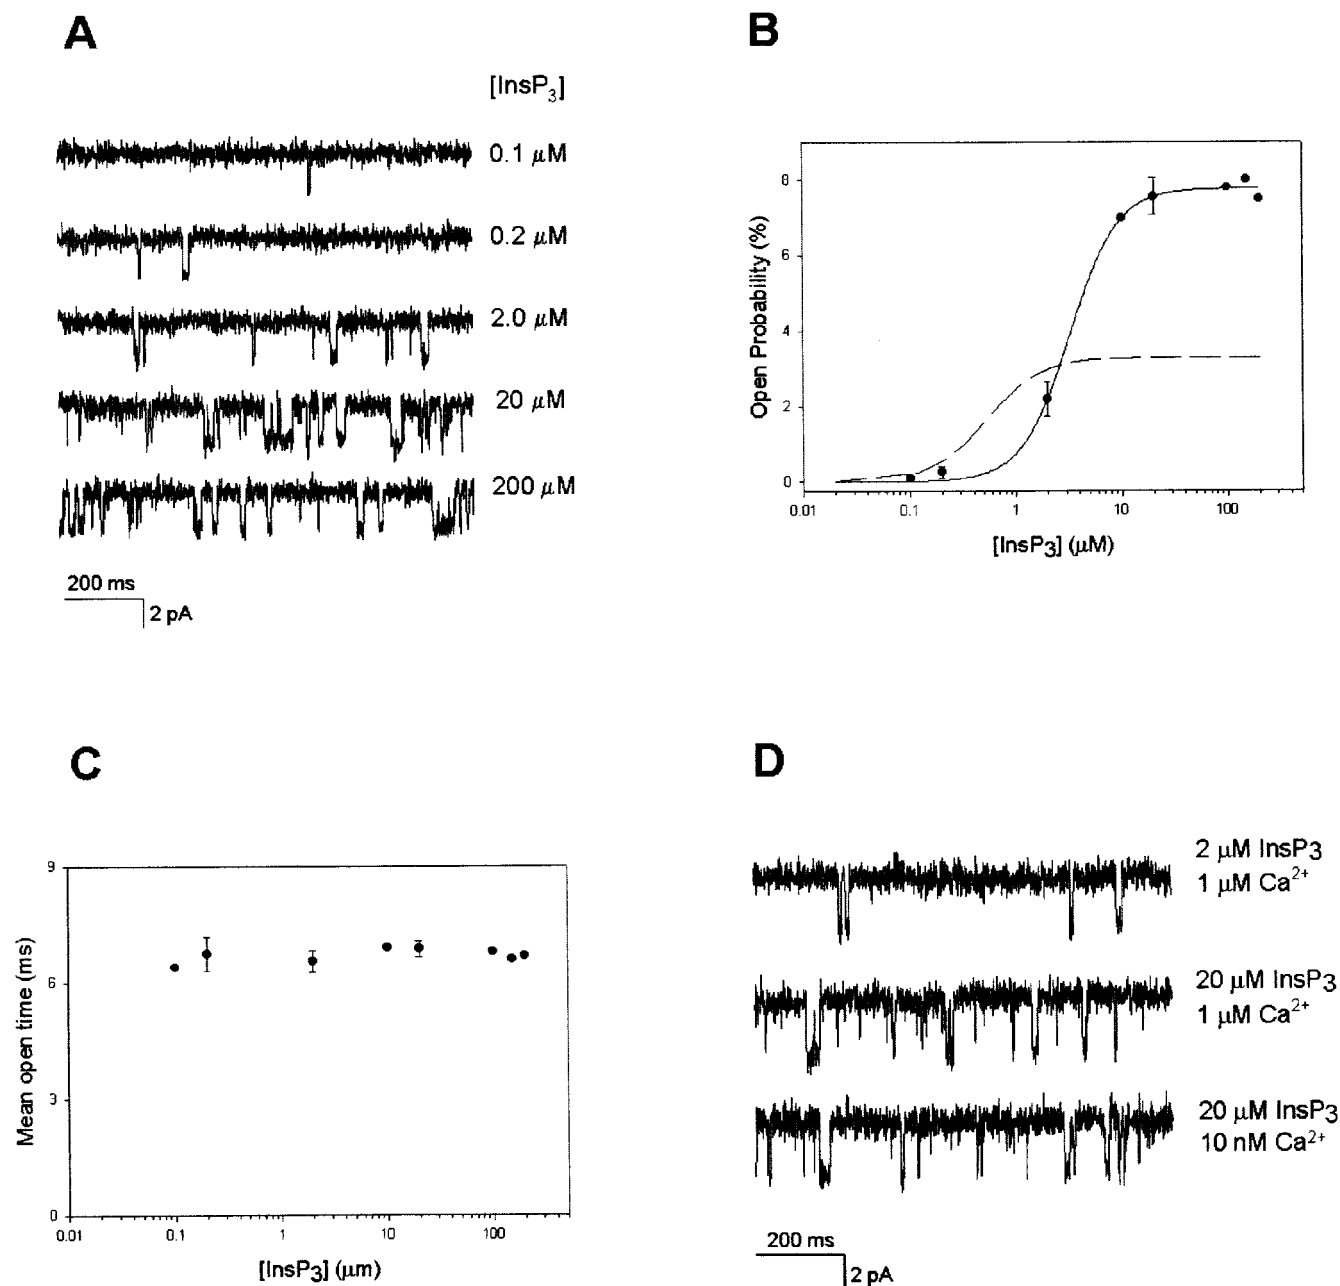 A
[InsP3]
0.1 μM
0.2 μM
2.0 μM
20 μM
200 μM
200 ms
2 pA
B
Open Probability (%)
8
6
4
2
0
0.01
0.1
1
10
100
[InsP3] (μM)
C
Mean open time (ms)
9
6
3
0
0.01
0.1
1
10
100
[InsP3] (μm)
D
2 μM InsP3
1 μM Ca2+
20 μM InsP3
1 μM Ca2+
20 μM InsP3
10 nM Ca2+
200 ms
2 pA